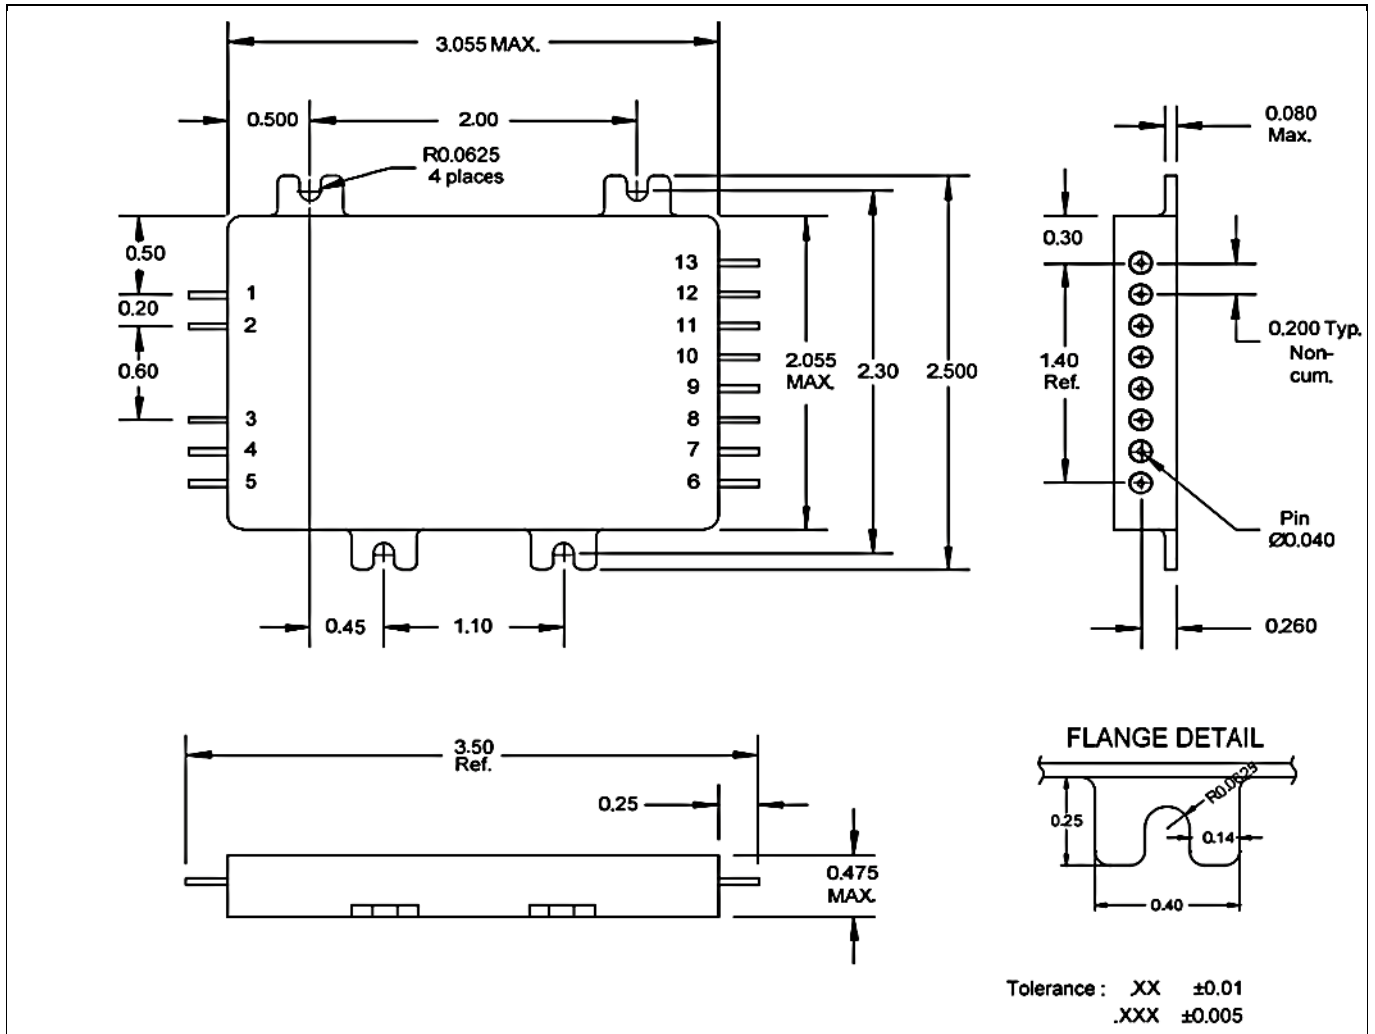 3.055 MAX.
0.500
2.00
0.080
Max.
R0.0625
4 places
0.50
0.20
0.60
1
2
3
4
5
13
12
11
10
9
8
7
6
2.055
MAX.
2.30
2.500
0.30
1.40
Ref.
0.200 Typ.
Non-
cum.
Pin
Ø0.040
0.45
1.10
0.260
3.50
Ref.
0.25
0.475
MAX.
FLANGE DETAIL
R0.0625
0.25
0.14
0.40
Tolerance : .XX ±0.01
.XXX ±0.005